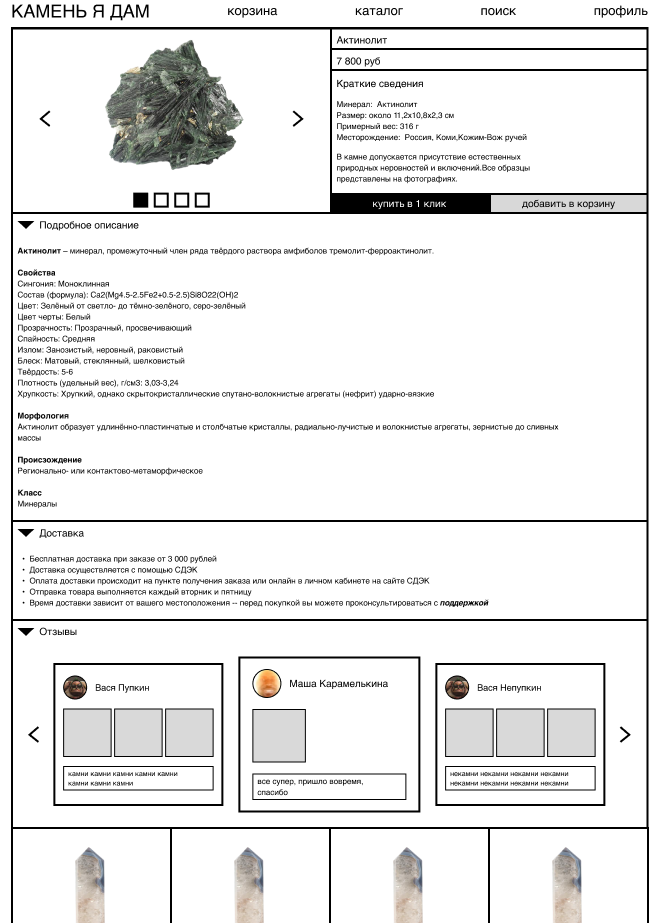 КАМЕНЬ Я ДАМ корзина каталог поиск профиль
Актинолит
7 800 руб
Краткие сведения
Минерал: Актинолит
Размер: около 11,2х10,8х2,3 см
Примерный вес: 316 г
Месторождение: Россия, Коми,Кожим-Вож ручей
В камне допускается присутствие естественных
природных неровностей и включений.Все образцы
представлены на фотографиях.
купить в 1 клик добавить в корзину
Подробное описание
Актинолит – минерал, промежуточный член ряда твёрдого раствора амфиболов тремолит-ферроактинолит.
Свойства
Сингония: Моноклинная
Состав (формула): Ca2(Mg4.5-2.5Fe2+0.5-2.5)Si8O22(OH)2
Цвет: Зелёный от светло- до тёмно-зелёного, серо-зелёный
Цвет черты: Белый
Прозрачность: Прозрачный, просвечивающий
Спайность: Средняя
Излом: Занозистый, неровный, раковистый
Блеск: Матовый, стеклянный, шелковистый
Твёрдость: 5-6
Плотность (удельный вес), г/см3: 3,03-3,24
Хрупкость: Хрупкий, однако скрытокристаллические спутано-волокнистые агрегаты (нефрит) ударно-вязкие
Морфология
Актинолит образует удлинённо-пластинчатые и столбчатые кристаллы, радиально-лучистые и волокнистые агрегаты, зернистые до сливных
массы
Происзождение
Регионально- или контактово-метаморфическое
Класс
Минералы
Доставка
• Бесплатная доставка при заказе от 3 000 рублей
• Доставка осуществляется с помощью СДЭК
• Оплата доставки происходит на пункте получения заказа или онлайн в личном кабинете на сайте СДЭК
• Отправка товара выполняется каждый вторник и пятницу
• Время доставки зависит от вашего местоположения -- перед покупкой вы можете проконсультироваться с поддержкой
Отзывы
Вася Пупкин
камни камни камни камни камни
камни камни камни
Маша Карамелькина
все супер, пришло вовремя,
спасибо
Вася Непупкин
некамни некамни некамни некамни
некамни некамни некамни некамни